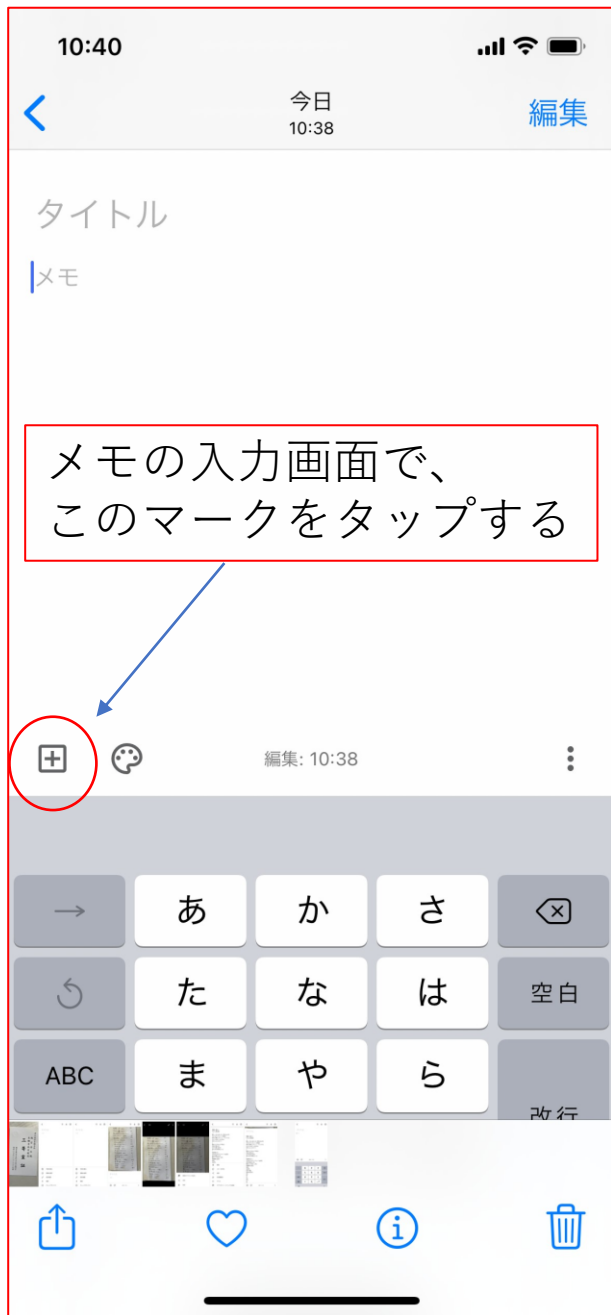 10:40
今日
10:38
編集
タイトル
メモ
メモの入力画面で、
このマークをタップする
編集: 10:38
→ あ か さ
た な は 空白
ABC ま や ら
改行